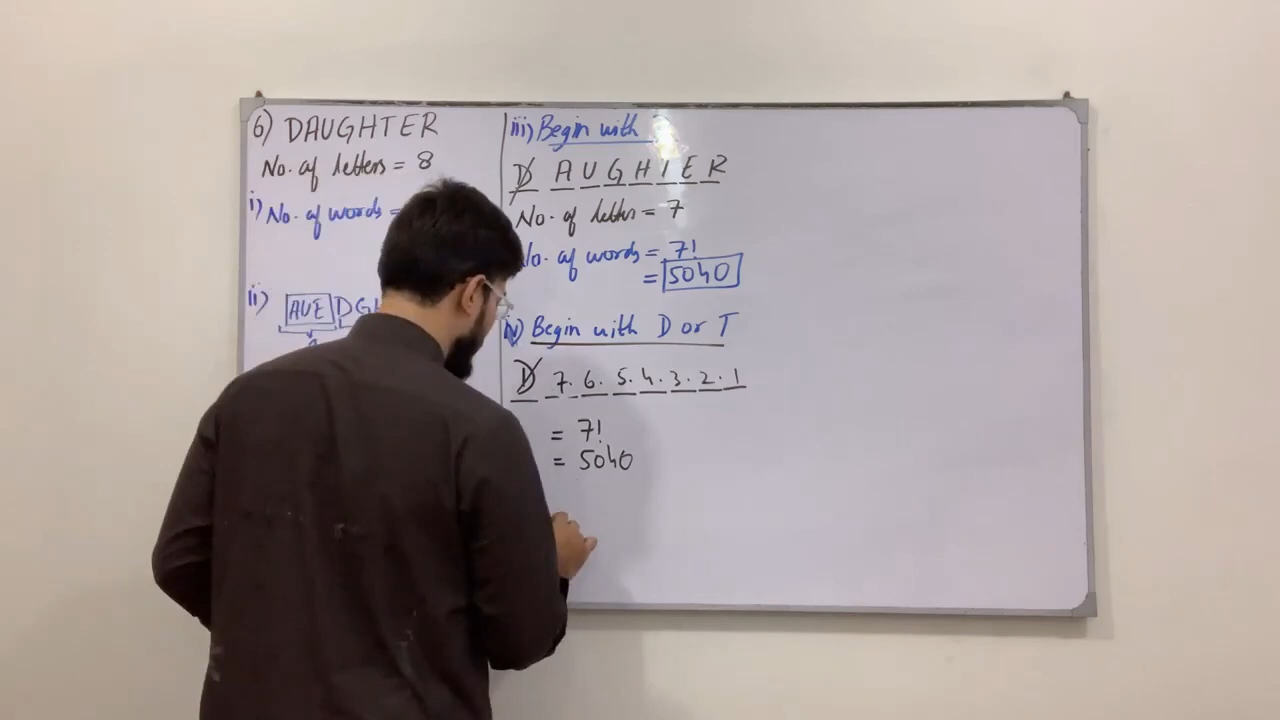 6) DAUGHTER
No. of letters = 8
i) No. of words =
ii) AUE DG
iii) Begin with
D A U G H T E R
No. of letters = 7
No. of words = 7!
= 5040
iv) Begin with D or T
D 7. 6. 5. 4. 3. 2. 1
= 7!
= 5040